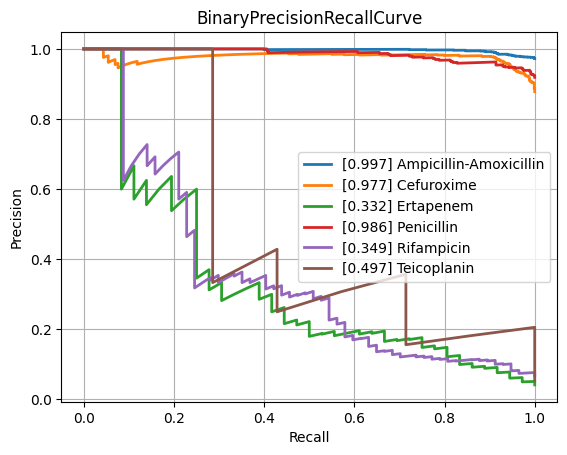 BinaryPrecisionRecallCurve
1.0
0.8
0.6
0.4
0.2
0.0
Precision
[0.997] Ampicillin-Amoxicillin
[0.977] Cefuroxime
[0.332] Ertapenem
[0.986] Penicillin
[0.349] Rifampicin
[0.497] Teicoplanin
0.0 0.2 0.4 0.6 0.8 1.0
Recall